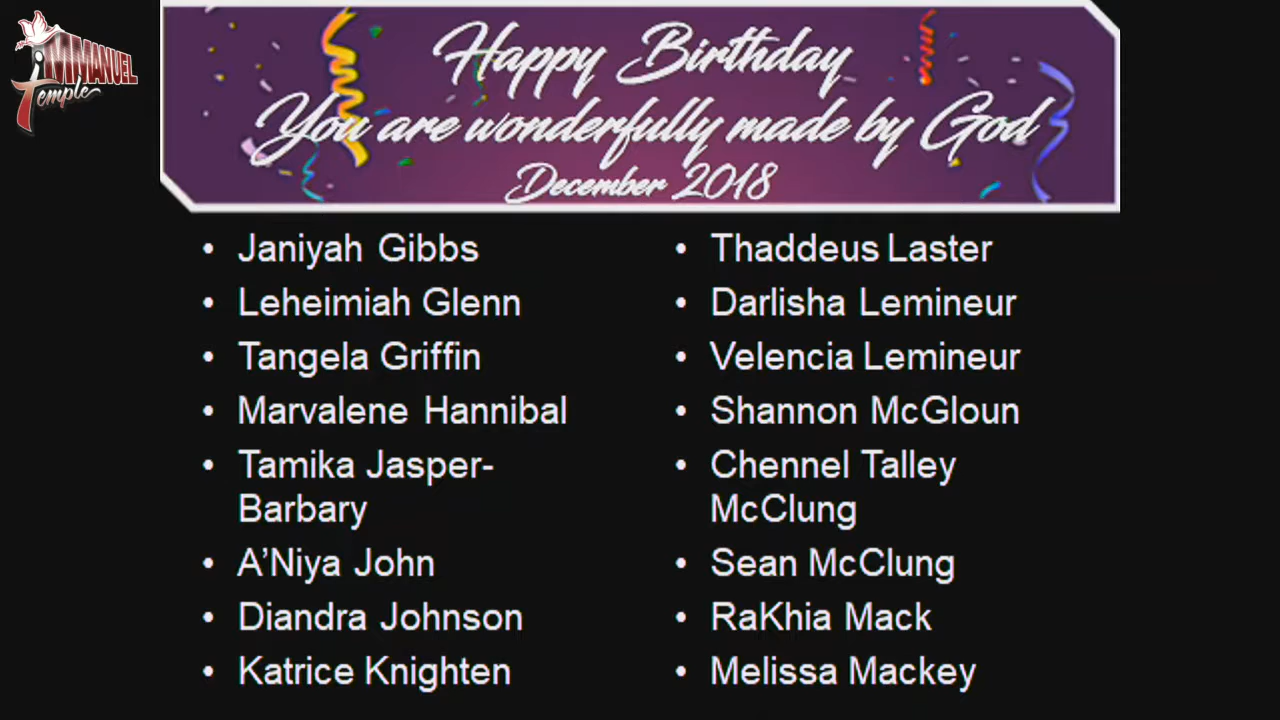 iMMANUEL
Temple
Happy Birthday
You are wonderfully made by God
December 2018
• Janiyah Gibbs
• Leheimiah Glenn
• Tangela Griffin
• Marvalene Hannibal
• Tamika Jasper-
Barbary
• A’Niya John
• Diandra Johnson
• Katrice Knighten
• Thaddeus Laster
• Darlisha Lemineur
• Velencia Lemineur
• Shannon McGloun
• Chennel Talley
McClung
• Sean McClung
• RaKhia Mack
• Melissa Mackey